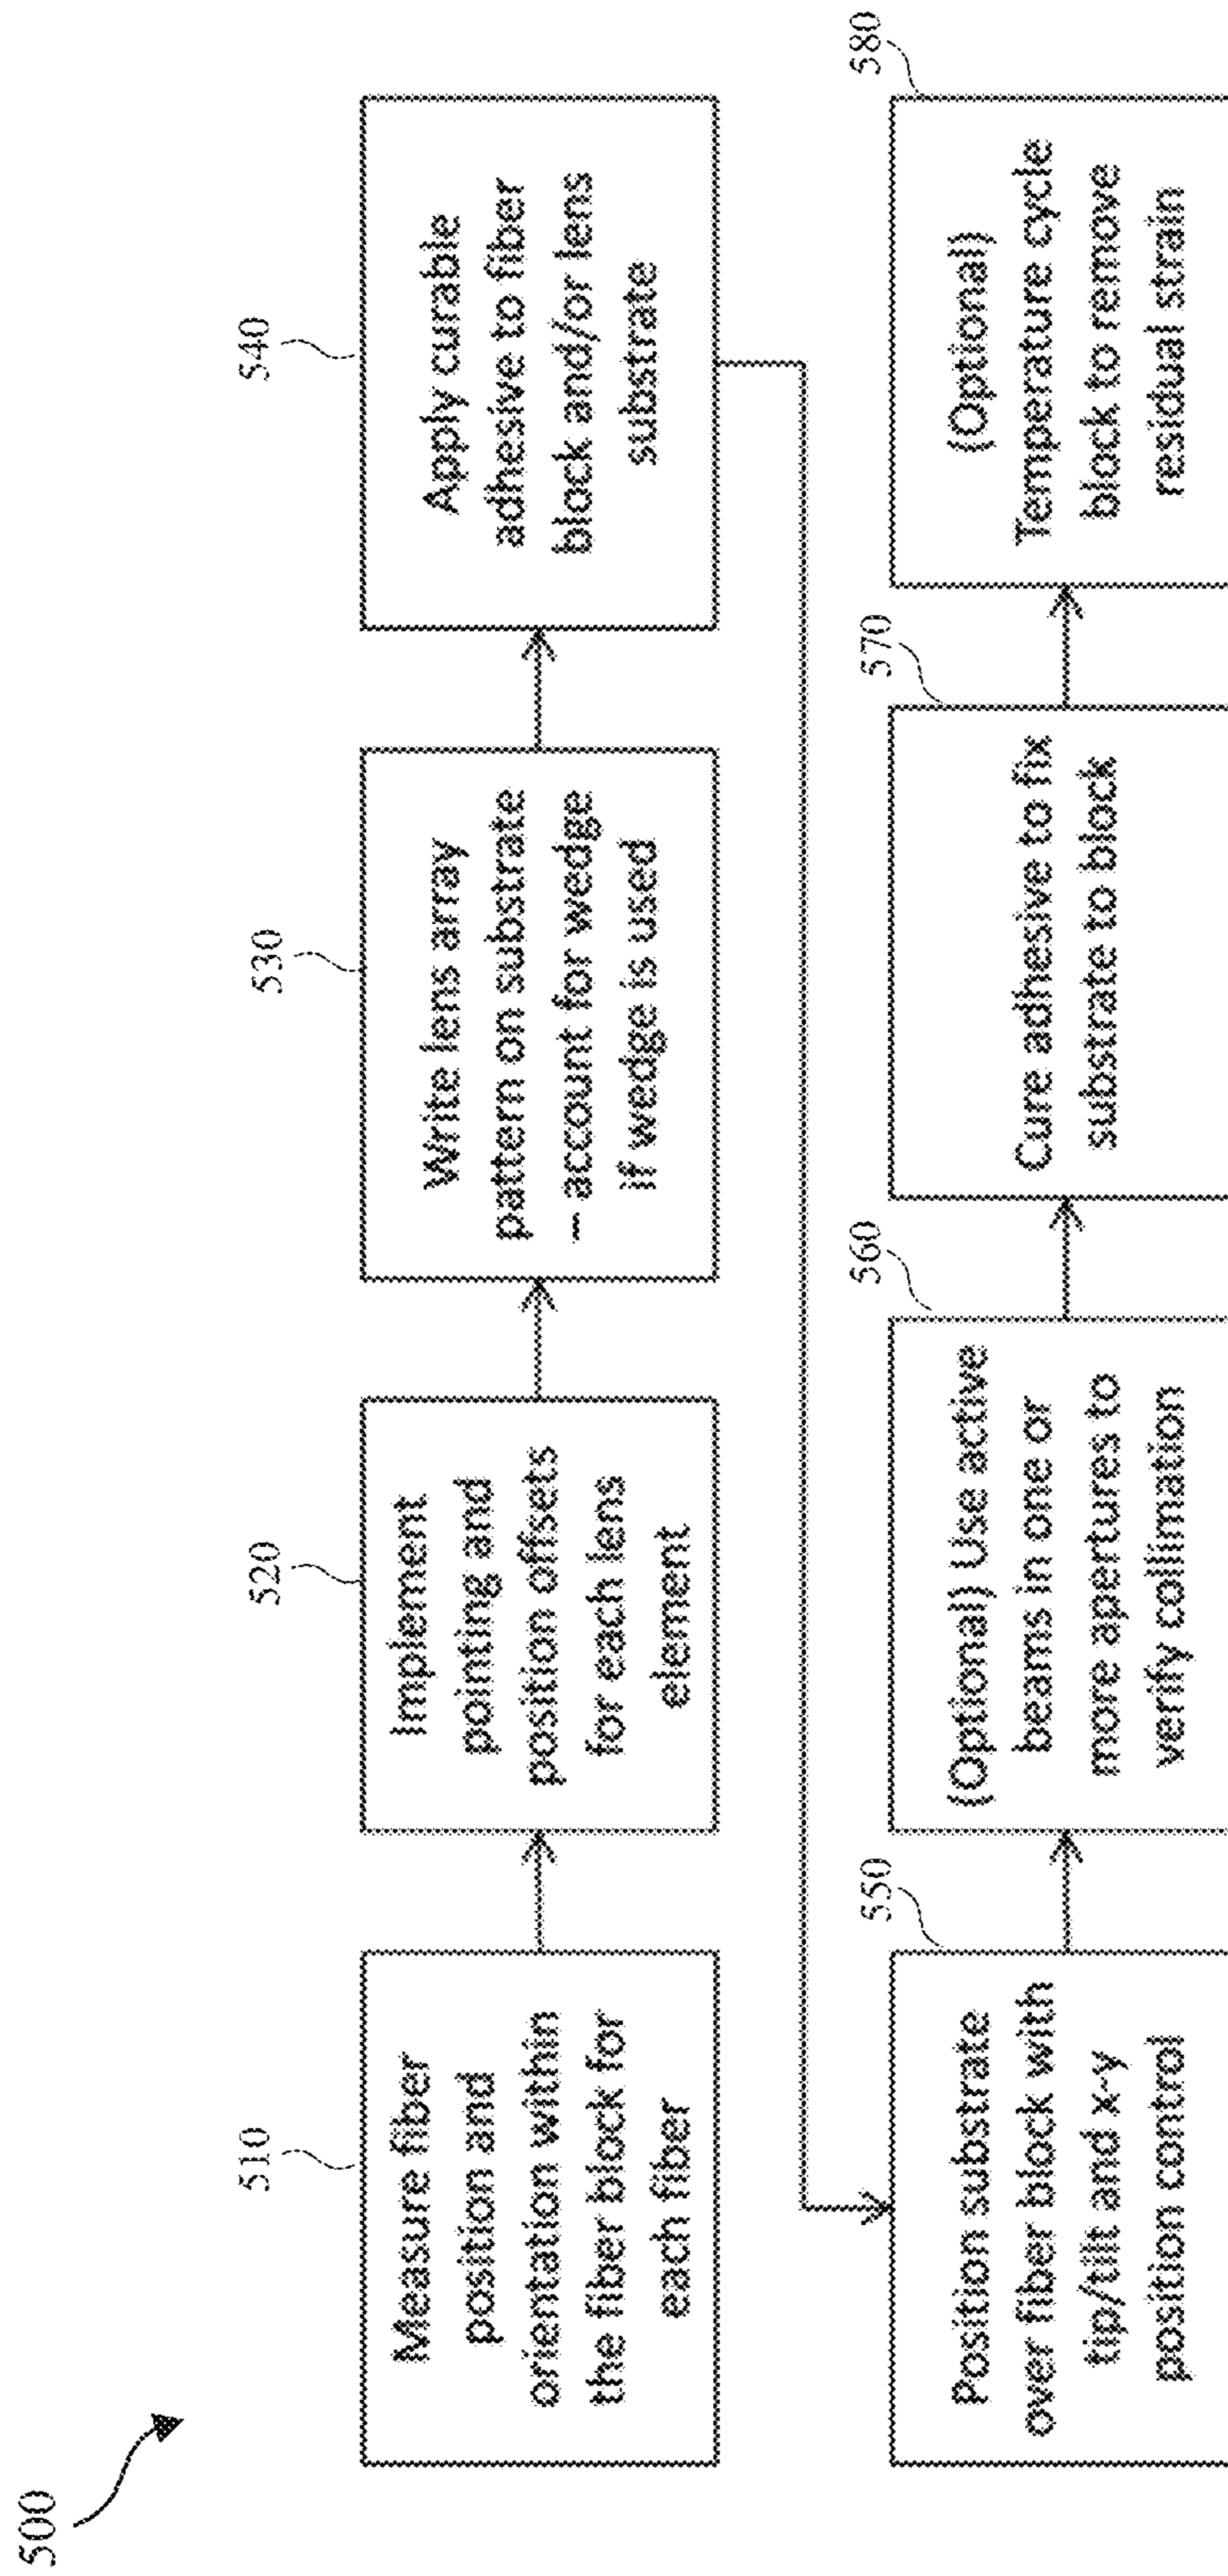 500
510
Measure fiber
position and
orientation within
the fiber block for
each fiber
520
Implement
pointing and
position offsets
for each lens
element
530
Write lens array
pattern on substrate
– account for wedge
if wedge is used
540
Apply curable
adhesive to fiber
block and/or lens
substrate
550
Position substrate
over fiber block with
tip/tilt and x-y
position control
560
(Optional) Use active
beams in one or
more apertures to
verify collimation
570
Cure adhesive to fix
substrate to block
580
(Optional)
Temperature cycle
block to remove
residual strain